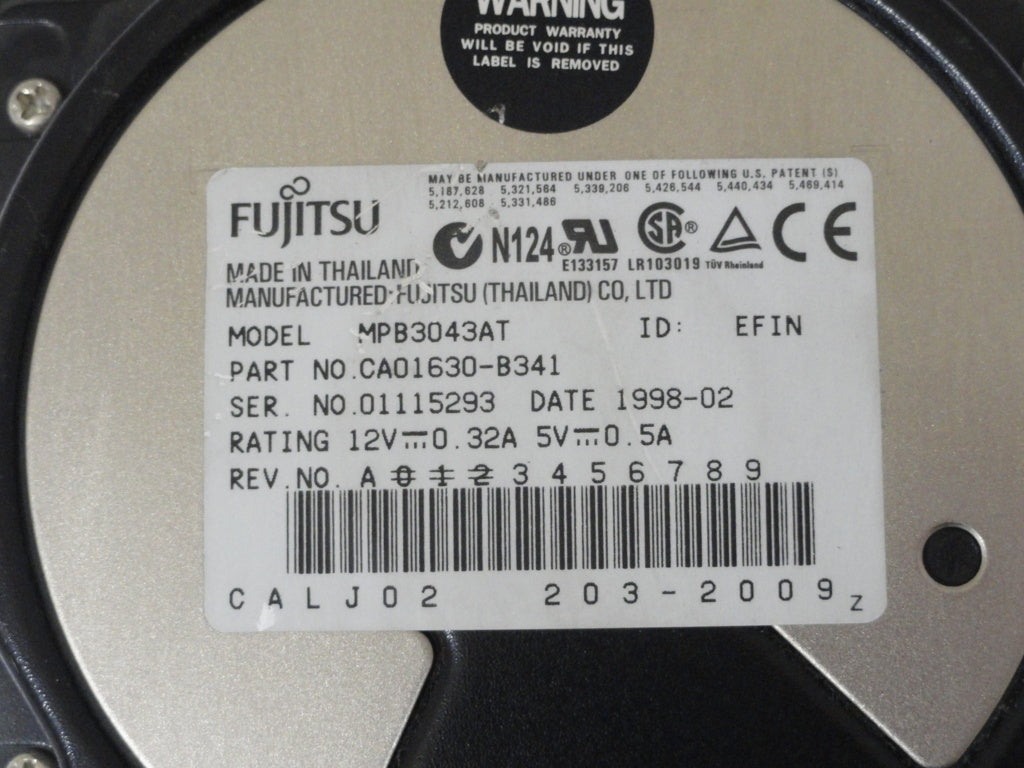 WARNING
PRODUCT WARRANTY
WILL BE VOID IF THIS
LABEL IS REMOVED
MAY BE MANUFACTURED UNDER ONE OF FOLLOWING U.S. PATENT (S)
5,187,628 5,321,564 5,339,206 5,426,544 5,440,434 5,469,414
5,212,608 5,331,486
FUJITSU
N124 ® RU SA ® CE
E133157 LR103019 TÜV Rheinland
MADE IN THAILAND
MANUFACTURED:FUJITSU (THAILAND) CO, LTD
MODEL MPB3043AT ID: EFIN
PART NO.CA01630-B341
SER. NO.01115293 DATE 1998-02
RATING 12V⎓0.32A 5V⎓0.5A
REV.NO. A 0 1 2 3 4 5 6 7 8 9
CALJ02 203-2009 Z